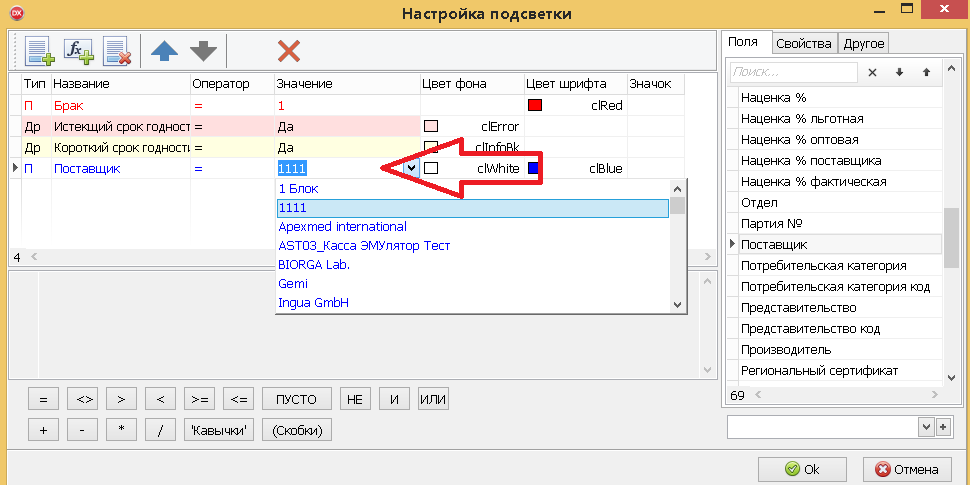 DX
Настройка подсветки
Тип Название Оператор Значение Цвет фона Цвет шрифта Значок
П Брак = 1 clRed
Др Истекщий срок годност = Да clError
Др Короткий срок годности = Да clInfoBk
П Поставщик = 1111 clWhite clBlue
1 Блок
1111
Apexmed international
AST03_Касса ЭМУлятор Тест
BIORGA Lab.
Gemi
Ingua GmbH
4
= <> > < >= <= ПУСТО НЕ И ИЛИ
+ - * / 'Кавычки' (Скобки)
Поля Свойства Другое
Поиск...
Наценка %
Наценка % льготная
Наценка % оптовая
Наценка % поставщика
Наценка % фактическая
Отдел
Партия №
Поставщик
Потребительская категория
Потребительская категория код
Представительство
Представительство код
Производитель
Региональный сертификат
69
Ok Отмена